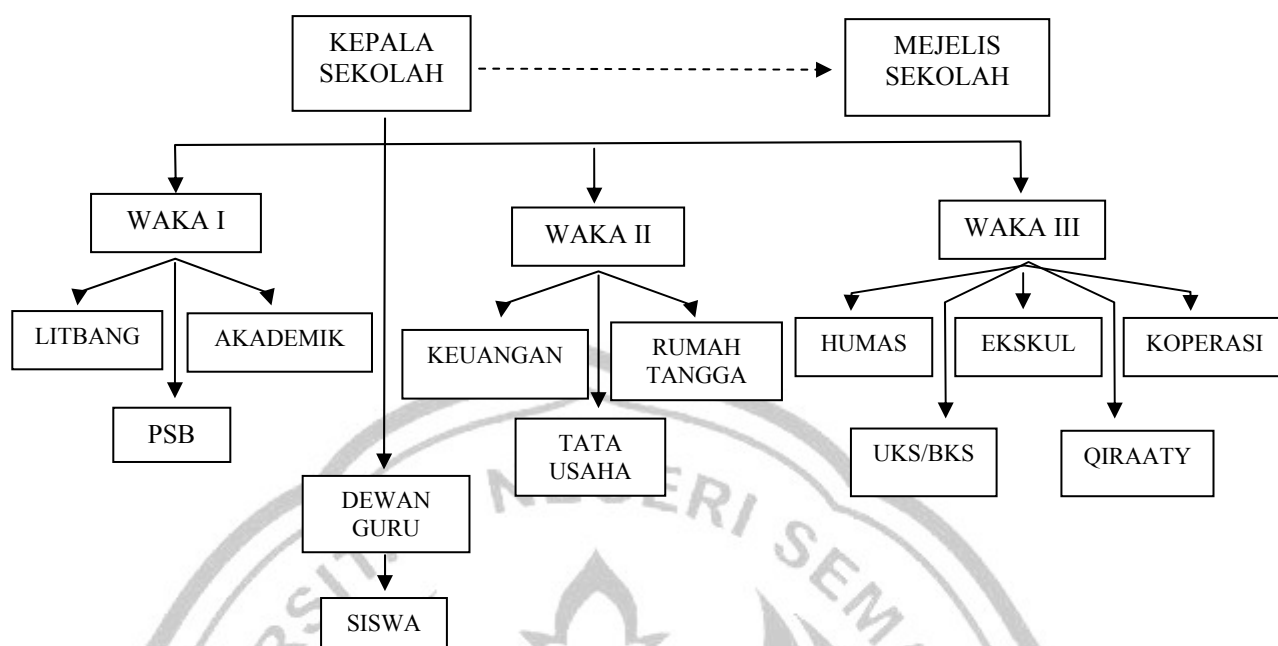 KEPALA
SEKOLAH
MEJELIS
SEKOLAH
WAKA I
WAKA II
WAKA III
LITBANG
AKADEMIK
PSB
KEUANGAN
RUMAH
TANGGA
TATA
USAHA
HUMAS
EKSKUL
KOPERASI
UKS/BKS
QIRAATY
DEWAN
GURU
SISWA
NEGERI